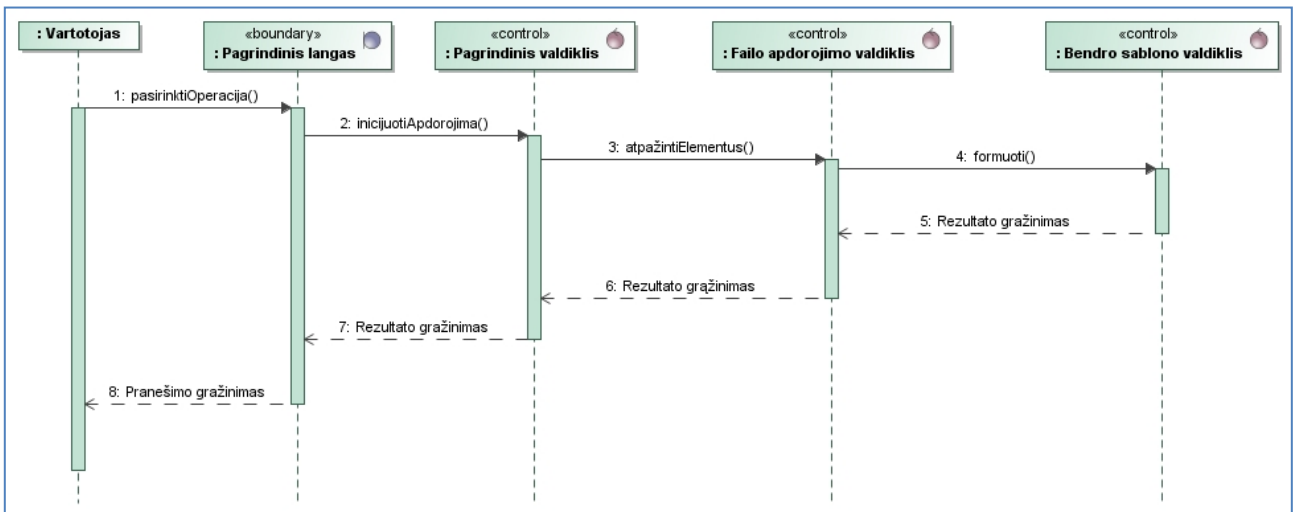 : Vartotojas
«boundary»
: Pagrindinis langas
«control»
: Pagrindinis valdiklis
«control»
: Failo apdorojimo valdiklis
«control»
: Bendro sablono valdiklis
1: pasirinktiOperacija()
2: inicijuotiApdorojima()
3: atpažintiElementus()
4: formuoti()
5: Rezultato gražinimas
6: Rezultato grąžinimas
7: Rezultato gražinimas
8: Pranešimo gražinimas